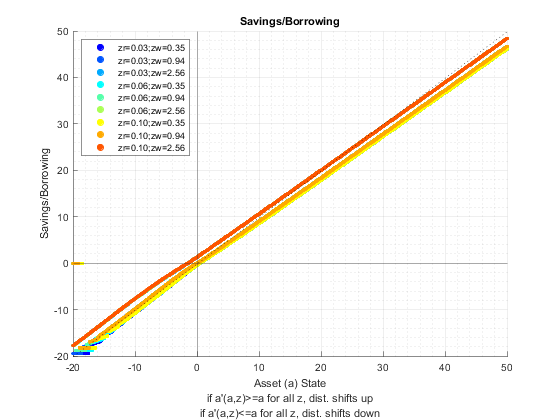 Savings/Borrowing
50
40
30
20
10
0
-10
-20
Savings/Borrowing
zr=0.03;zw=0.35
zr=0.03;zw=0.94
zr=0.03;zw=2.56
zr=0.06;zw=0.35
zr=0.06;zw=0.94
zr=0.06;zw=2.56
zr=0.10;zw=0.35
zr=0.10;zw=0.94
zr=0.10;zw=2.56
-20 -10 0 10 20 30 40 50
Asset (a) State
if a'(a,z)>=a for all z, dist. shifts up
if a'(a,z)<=a for all z, dist. shifts down